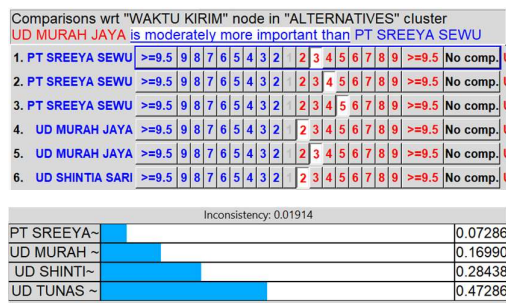 Comparisons wrt "WAKTU KIRIM" node in "ALTERNATIVES" cluster
UD MURAH JAYA is moderately more important than PT SREEYA SEWU
1. PT SREEYA SEWU >=9.5 9 8 7 6 5 4 3 2 1 2 3 4 5 6 7 8 9 >=9.5 No comp.
2. PT SREEYA SEWU >=9.5 9 8 7 6 5 4 3 2 1 2 3 4 5 6 7 8 9 >=9.5 No comp.
3. PT SREEYA SEWU >=9.5 9 8 7 6 5 4 3 2 1 2 3 4 5 6 7 8 9 >=9.5 No comp.
4. UD MURAH JAYA >=9.5 9 8 7 6 5 4 3 2 1 2 3 4 5 6 7 8 9 >=9.5 No comp.
5. UD MURAH JAYA >=9.5 9 8 7 6 5 4 3 2 1 2 3 4 5 6 7 8 9 >=9.5 No comp.
6. UD SHINTIA SARI >=9.5 9 8 7 6 5 4 3 2 1 2 3 4 5 6 7 8 9 >=9.5 No comp.
Inconsistency: 0.01914
PT SREEYA~ 0.07286
UD MURAH ~ 0.16990
UD SHINTI~ 0.28438
UD TUNAS ~ 0.47286